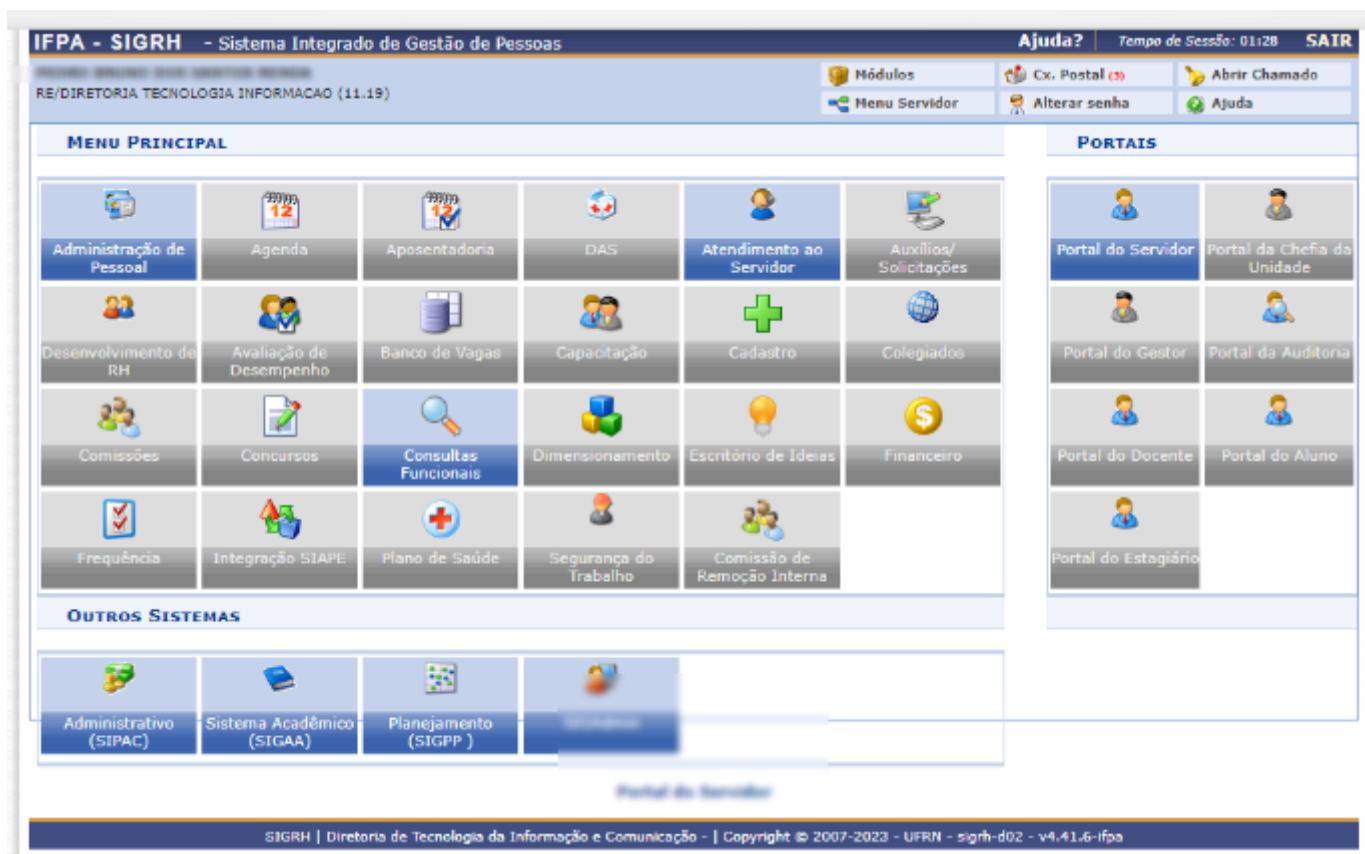 IFPA - SIGRH - Sistema Integrado de Gestão de Pessoas Ajuda? Tempo de Sessão: 01:28 SAIR
RE/DIRETORIA TECNOLOGIA INFORMACAO (11.19)
Módulos Cx. Postal (3) Abrir Chamado
Menu Servidor Alterar senha Ajuda
MENU PRINCIPAL
12 12
Administração de Pessoal
Agenda
Aposentadoria
DAS
Atendimento ao Servidor
Auxílios/ Solicitações
Desenvolvimento de RH
Avaliação de Desempenho
Banco de Vagas
Capacitação
Cadastro
Colegiados
Comissões
Concursos
Consultas Funcionais
Dimensionamento
Escritório de Ideias
Financeiro
Frequência
Integração SIAPE
Plano de Saúde
Segurança do Trabalho
Comissão de Remoção Interna
PORTAIS
Portal do Servidor
Portal da Chefia da Unidade
Portal do Gestor
Portal da Auditoria
Portal do Docente
Portal do Aluno
Portal do Estagiário
OUTROS SISTEMAS
Administrativo (SIPAC)
Sistema Acadêmico (SIGAA)
Planejamento (SIGPP )
Portal do Servidor
SIGRH | Diretoria de Tecnologia da Informação e Comunicação - | Copyright © 2007-2023 - UFRN - sigrh-d02 - v4.41.6-ifpa